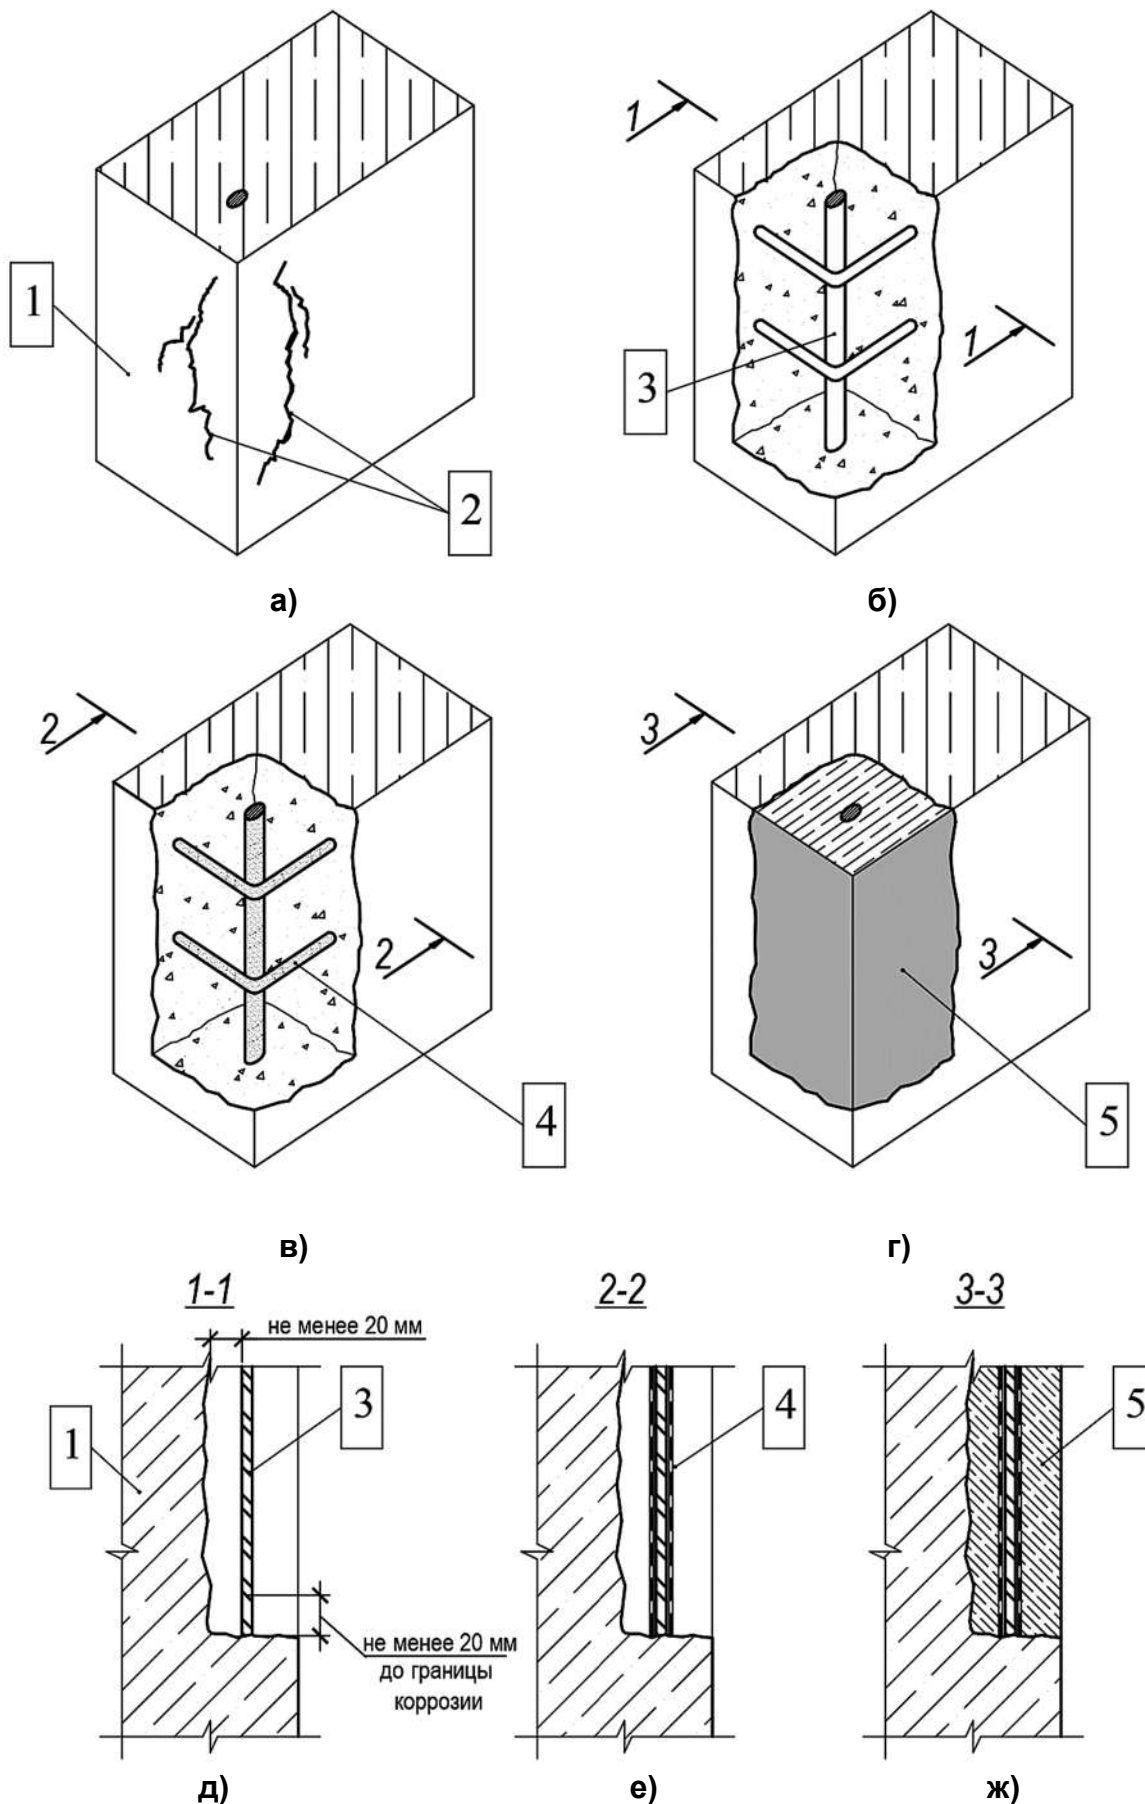 1
1
1
3
2
а)
б)
2
3
2
3
4
5
в)
г)
1-1
2-2
3-3
не менее 20 мм
3
4
5
1
не менее 20 мм
до границы
коррозии
д)
е)
ж)